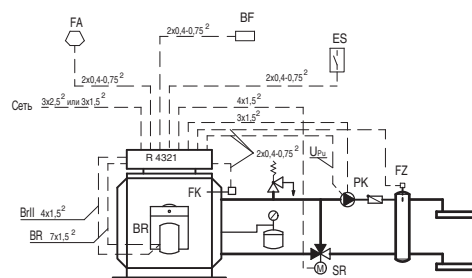 FA
BF
ES
2x0,4-0,75²
2x0,4-0,75²
2x0,4-0,75²
Сеть 3x2,5² или 3x1,5²
4x1,5²
3x1,5²
R 4321
2x0,4-0,75²
UPu
FK
PK
FZ
BrII 4x1,5²
BR 7x1,5²
BR
M
SR